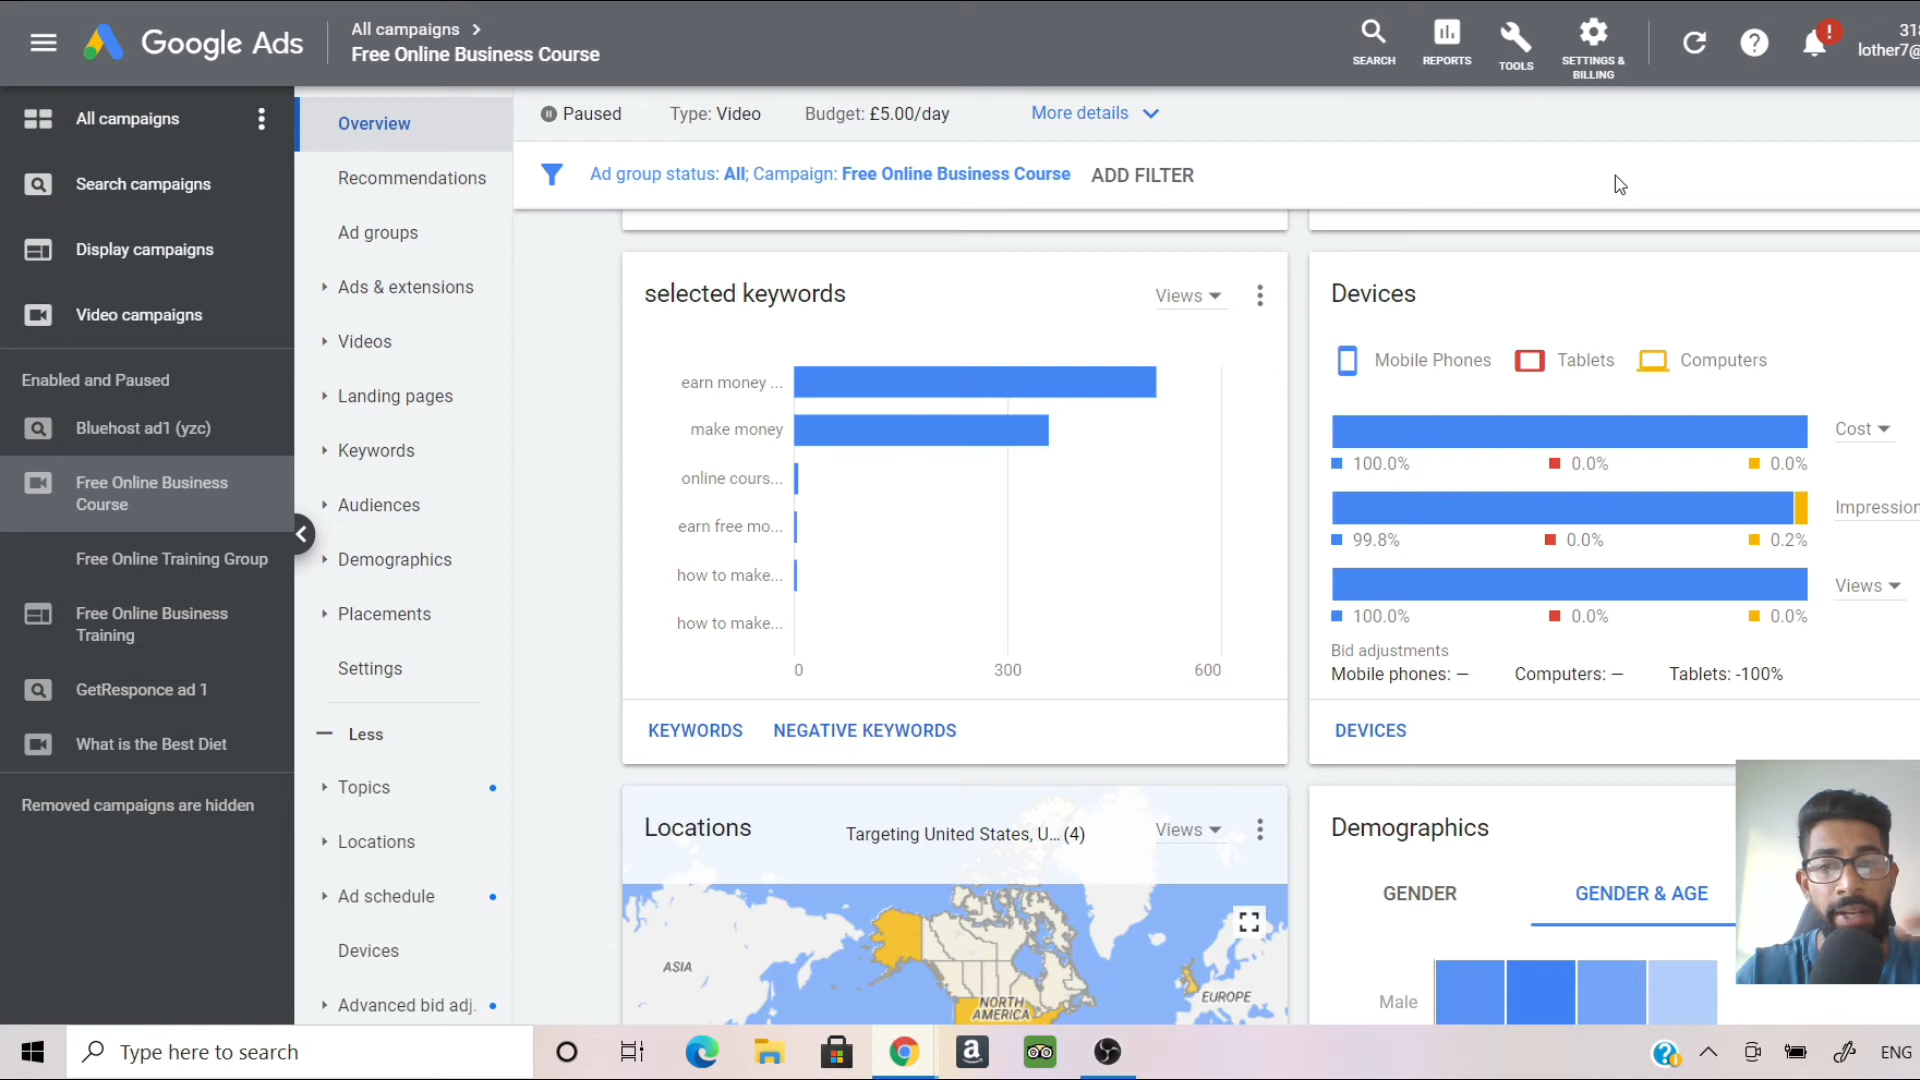 Google Ads
All campaigns
Free Online Business Course
SEARCH
REPORTS
TOOLS
SETTINGS &
BILLING
318
lother7@
All campaigns
Search campaigns
Display campaigns
Video campaigns
Enabled and Paused
Bluehost ad1 (yzc)
Free Online Business
Course
Free Online Training Group
Free Online Business
Training
GetResponce ad 1
What is the Best Diet
Removed campaigns are hidden
Overview
Recommendations
Ad groups
Ads & extensions
Videos
Landing pages
Keywords
Audiences
Demographics
Placements
Settings
Less
Topics
Locations
Ad schedule
Devices
Advanced bid adj.
Paused
Type: Video
Budget: £5.00/day
More details
Ad group status: All; Campaign: Free Online Business Course
ADD FILTER
selected keywords
Views
earn money ...
make money
online cours...
earn free mo...
how to make...
how to make...
0
300
600
KEYWORDS
NEGATIVE KEYWORDS
Devices
Mobile Phones
Tablets
Computers
Cost
100.0%
0.0%
0.0%
Impression
99.8%
0.0%
0.2%
Views
100.0%
0.0%
0.0%
Bid adjustments
Mobile phones: —
Computers: —
Tablets: -100%
DEVICES
Locations
Targeting United States, U... (4)
Views
ASIA
NORTH
AMERICA
EUROPE
Demographics
GENDER
GENDER & AGE
Male
Type here to search
ENG